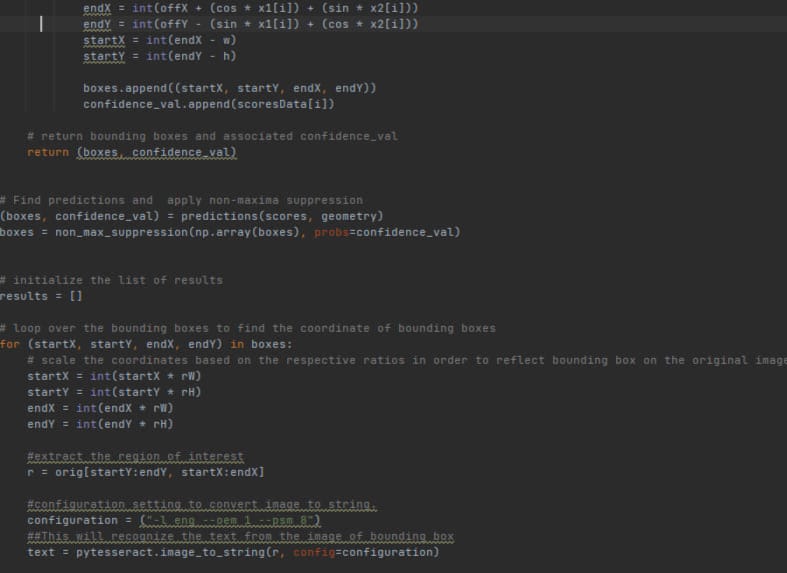 endX = int(offX + (cos * x1[i]) + (sin * x2[i]))
endY = int(offY - (sin * x1[i]) + (cos * x2[i]))
startX = int(endX - w)
startY = int(endY - h)
boxes.append((startX, startY, endX, endY))
confidence_val.append(scoresData[i])
# return bounding boxes and associated confidence_val
return (boxes, confidence_val)
# Find predictions and  apply non-maxima suppression
(boxes, confidence_val) = predictions(scores, geometry)
boxes = non_max_suppression(np.array(boxes), probs=confidence_val)
# initialize the list of results
results = []
# loop over the bounding boxes to find the coordinate of bounding boxes
for (startX, startY, endX, endY) in boxes:
# scale the coordinates based on the respective ratios in order to reflect bounding box on the original image
startX = int(startX * rW)
startY = int(startY * rH)
endX = int(endX * rW)
endY = int(endY * rH)
#extract the region of interest
r = orig[startY:endY, startX:endX]
#configuration setting to convert image to string.
configuration = ("-l eng --oem 1 --psm 8")
##This will recognize the text from the image of bounding box
text = pytesseract.image_to_string(r, config=configuration)